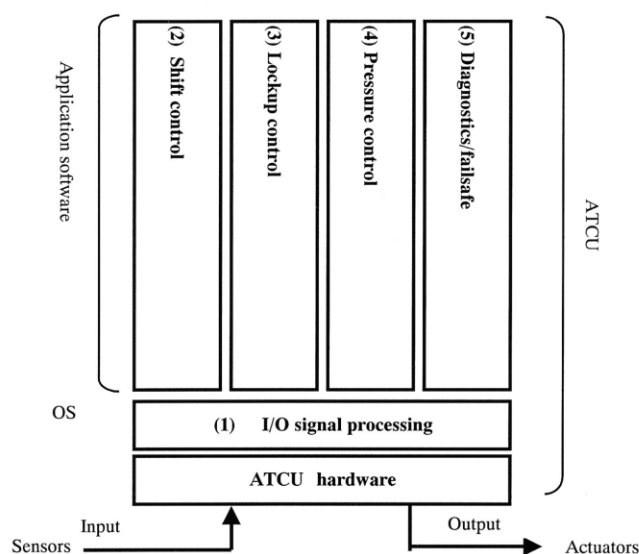 Application software
(2) Shift control
(3) Lockup control
(4) Pressure control
(5) Diagnostics/failsafe
ATCU
OS
(1) I/O signal processing
ATCU hardware
Input
Output
Sensors
Actuators